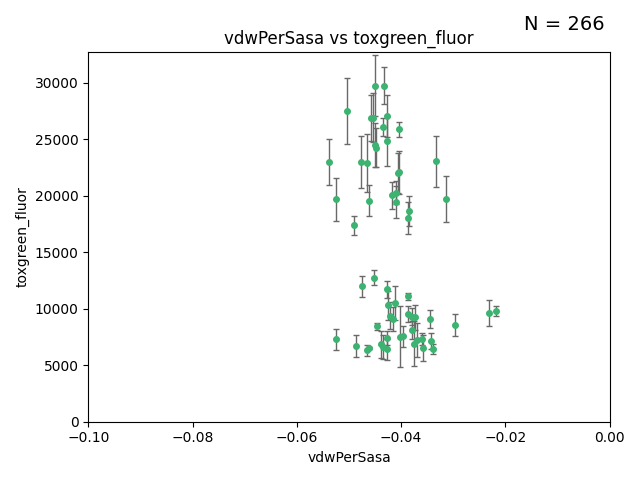 N = 266
vdwPerSasa vs toxgreen_fluor
30000
25000
20000
15000
10000
5000
0
toxgreen_fluor
−0.10 −0.08 −0.06 −0.04 −0.02 0.00
vdwPerSasa